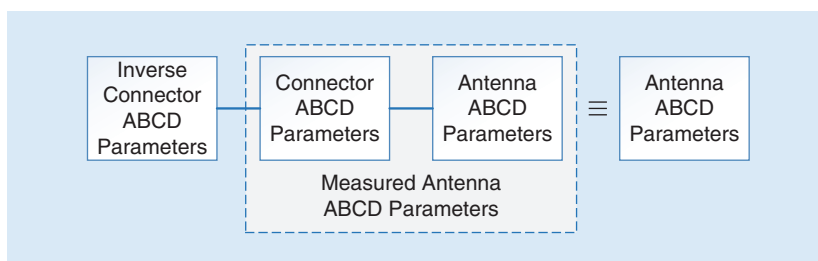 Inverse
Connector
ABCD
Parameters
Connector
ABCD
Parameters
Antenna
ABCD
Parameters
≡
Antenna
ABCD
Parameters
Measured Antenna
ABCD Parameters